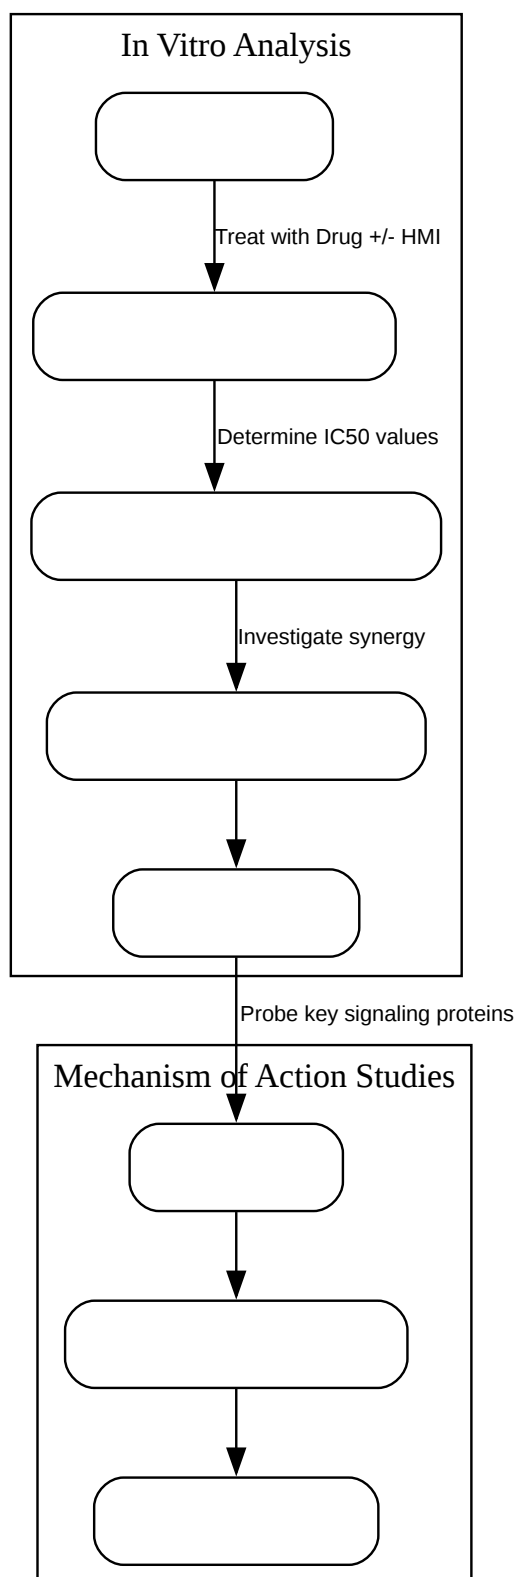 In Vitro Analysis
Treat with Drug +/- HMI
Determine IC50 values
Investigate synergy
Probe key signaling proteins
Mechanism of Action Studies